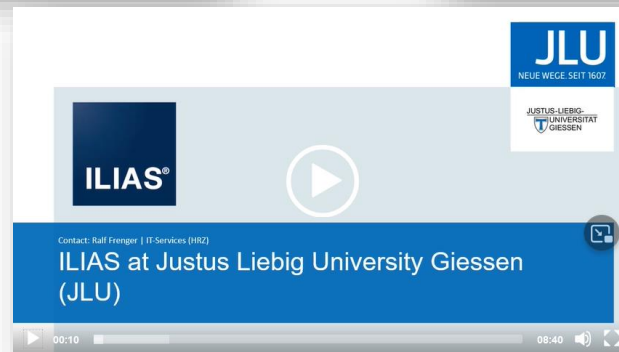 JLU
NEUE WEGE. SEIT 1607.
JUSTUS-LIEBIG-
UNIVERSITÄT
GIESSEN
ILIAS®
Contact: Ralf Frenger | IT-Services (HRZ)
ILIAS at Justus Liebig University Giessen
(JLU)
00:10
08:40